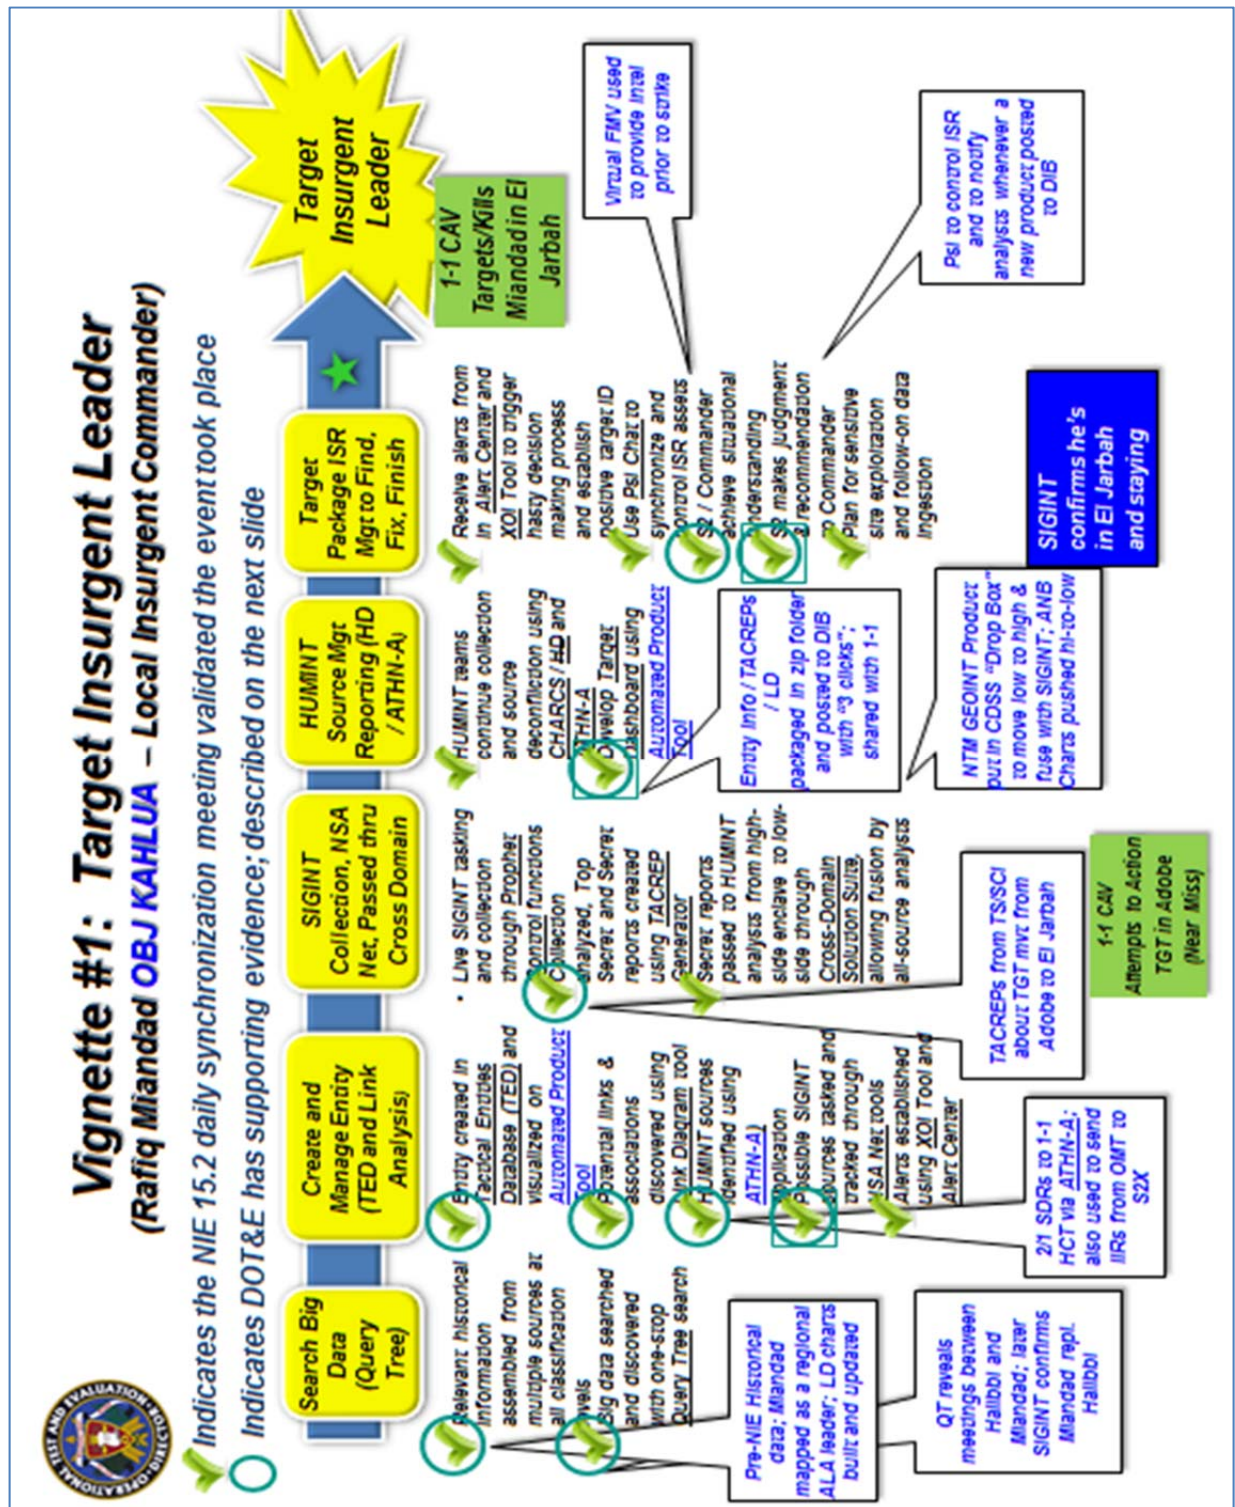 Vignette #1: Target Insurgent Leader
(Rafiq Miandad OBJ KAHLUA – Local Insurgent Commander)
Indicates the NIE 15.2 daily synchronization meeting validated the event took place
Indicates DOT&E has supporting evidence; described on the next slide
Search Big
Data
(Query
Tree)
Create and
Manage Entity
(TED and Link
Analysis)
SIGINT
Collection, NSA
Net, Passed thru
Cross Domain
HUMINT
Source Mgt
Reporting (HD
/ ATHN-A)
Target
Package ISR
Mgt to Find,
Fix, Finish
Target
Insurgent
Leader
Relevant historical
information
assembled from
multiple sources at
all classification
levels
Big data searched
and discovered
with one-stop
Query Tree search
Entity created in
Tactical Entities
Database (TED) and
visualized on
Automated Product
Tool
Potential links &
associations
discovered using
Link Diagram tool
HUMINT sources
identified using
ATHN-A)
application
Possible SIGINT
sources tasked and
tracked through
NSA Net tools
Alerts established
using XOI Tool and
Alert Center
• Live SIGINT tasking
and collection
through Prophet
Control functions
Collection
analyzed, Top
Secret and Secret
reports created
using TACREP
Generator
Secret reports
passed to HUMINT
analysts from high-
side enclave to low-
side through
Cross-Domain
Solution Suite,
allowing fusion by
all-source analysts
HUMINT teams
continue collection
and source
deconfliction using
CHARCS / HD and
ATHN-A
Develop Target
Dashboard using
Automated Product
Tool
Receive alerts from
in Alert Center and
XOI Tool to trigger
hasty decision
making process
and establish
positive target ID
Use Psi Chat to
synchronize and
control ISR assets
S2 / Commander
achieve situational
understanding
S2 makes judgment
& recommendation
to Comander
Plan for sensitive
site exploitation
and follow-on data
ingestion
1-1 CAV
Targets/Kills
Miandad in El
Jarbah
Virtual FMV used
to provide intel
prior to strike
Psi to control ISR
and to notify
analysts whenever a
new product posted
to DIB
Pre-NIE Historical
data; Miandad
mapped as a regional
ALA leader; LD charts
built and updated
QT reveals
meetings between
Halibbi and
Miandad; later
SIGINT confirms
Miandad repl.
Halibbi
2/1 SDRs to 1-1
HCT via ATHN-A;
also used to send
IIRs from OMT to
S2X
TACREPs from TS/SCI
about TGT mvt from
Adobe to El Jarbah
1-1 CAV
Attempts to Action
TGT in Adobe
(Near Miss)
Entity Info / TACREPs
/ LD
packaged in zip folder
and posted to DIB
with "3 clicks";
shared with 1-1
NTM GEOINT Product
put in CDSS "Drop Box"
to move low to high &
fuse with SIGINT; ANB
Charts pushed hi-to-low
SIGINT
confirms he's
in El Jarbah
and staying